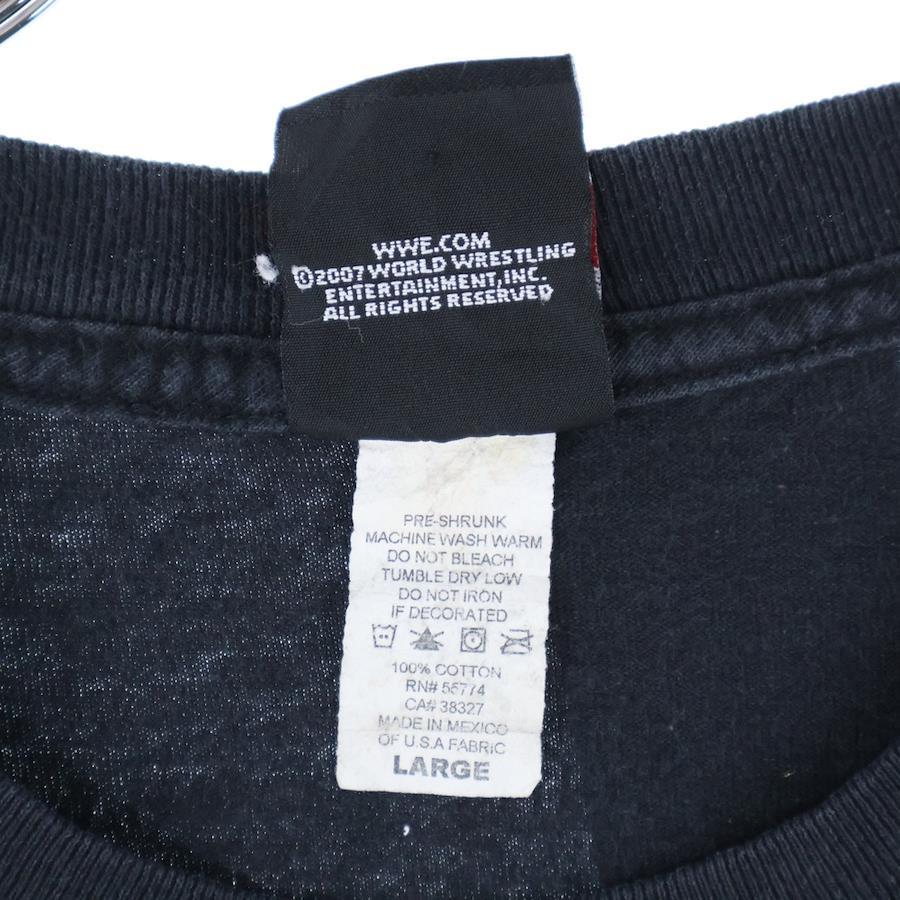 WWE.COM
©2007 WORLD WRESTLING
ENTERTAINMENT, INC.
ALL RIGHTS RESERVED
PRE-SHRUNK
MACHINE WASH WARM
DO NOT BLEACH
TUMBLE DRY LOW
DO NOT IRON
IF DECORATED
100% COTTON
RN# 56774
CA# 38327
MADE IN MEXICO
OF U.S.A FABRIC
LARGE